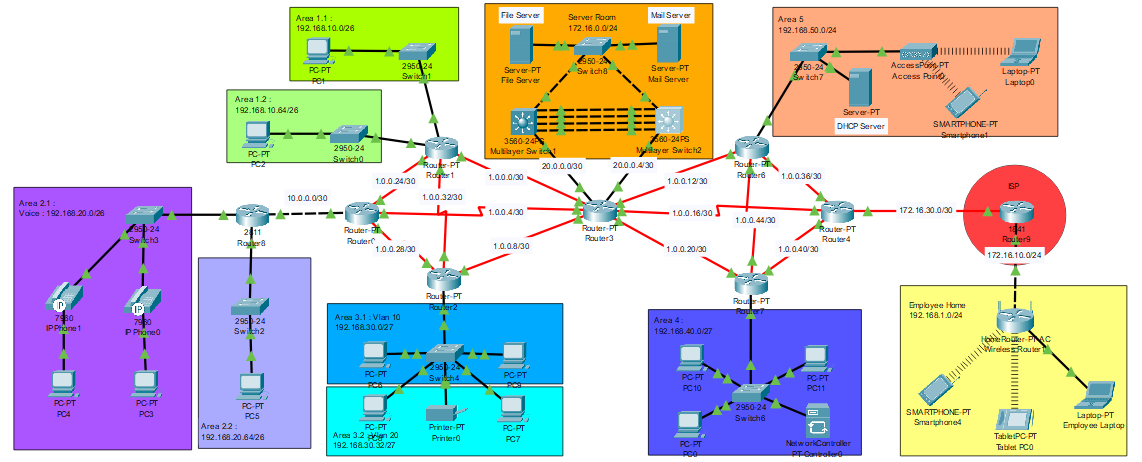 Area 1.1 :
192.168.10.0/26
PC-PT
PC1
2950-24
Switch1
Area 1.2 :
192.168.10.64/26
PC-PT
PC2
2950-24
Switch0
File Server
Server Room
172.16.0.0/24
Mail Server
Server-PT
File Server
2950-24
Switch8
Server-PT
Mail Server
3560-24PS
Multilayer Switch1
3560-24PS
Multilayer Switch2
Area 5
192.168.50.0/24
2950-24
Switch7
AccessPoint-PT
Access Point0
Laptop-PT
Laptop0
Server-PT
DHCP Server
SMARTPHONE-PT
Smartphone1
Router-PT
Router1
20.0.0.0/30
20.0.0.4/30
Router-PT
Router6
1.0.0.24/30
1.0.0.32/30
1.0.0.0/30
1.0.0.12/30
1.0.0.36/30
Area 2.1 :
Voice : 192.168.20.0/26
2950-24
Switch3
10.0.0.0/30
2811
Router8
Router-PT
1.0.0.4/30
Router-PT
Router3
1.0.0.16/30
1.0.0.44/30
Router-PT
Router4
172.16.30.0/30
ISP
1841
Router9
172.16.10.0/24
1.0.0.28/30
1.0.0.8/30
1.0.0.20/30
1.0.0.40/30
Router-PT
Router2
Router-PT
Router7
IP
7960
IP Phone1
IP
7960
IP Phone0
PC-PT
PC4
PC-PT
PC3
2950-24
Switch2
PC-PT
PC5
Area 2.2 :
192.168.20.64/26
Area 3.1 : Vlan 10
192.168.30.0/27
PC-PT
2950-24
Switch4
PC-PT
PC9
PC-PT
Printer-PT
Printer0
PC-PT
PC7
Area 3.2 : Vlan 20
192.168.30.32/27
Area 4 :
192.168.40.0/27
PC-PT
PC10
PC-PT
PC11
2950-24
Switch6
PC-PT
NetworkController
PT-Controller0
Employee Home
192.168.1.0/24
HomeRouter-PT-AC
Wireless Router1
SMARTPHONE-PT
Smartphone4
TabletPC-PT
Tablet PC0
Laptop-PT
Employee Laptop